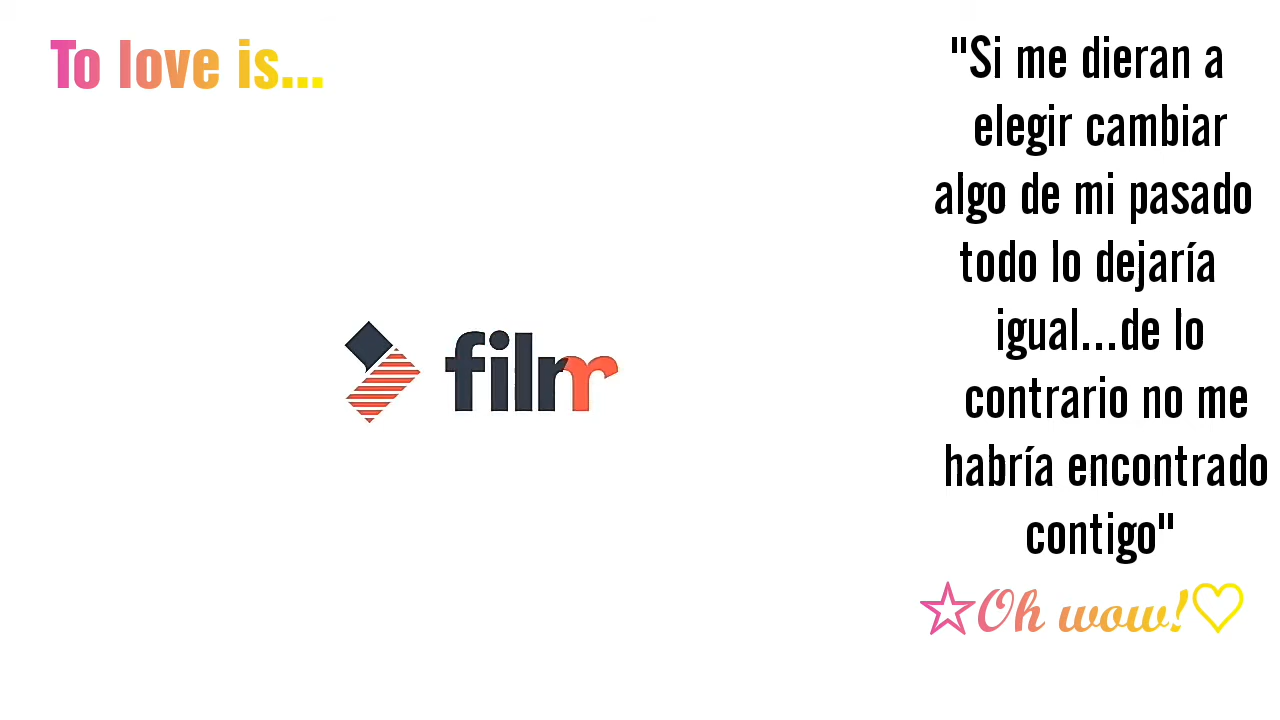 To love is...
"Si me dieran a
elegir cambiar
algo de mi pasado
todo lo dejaría
igual...de lo
contrario no me
habría encontrado
contigo"
☆Oh wow!♡
filmr